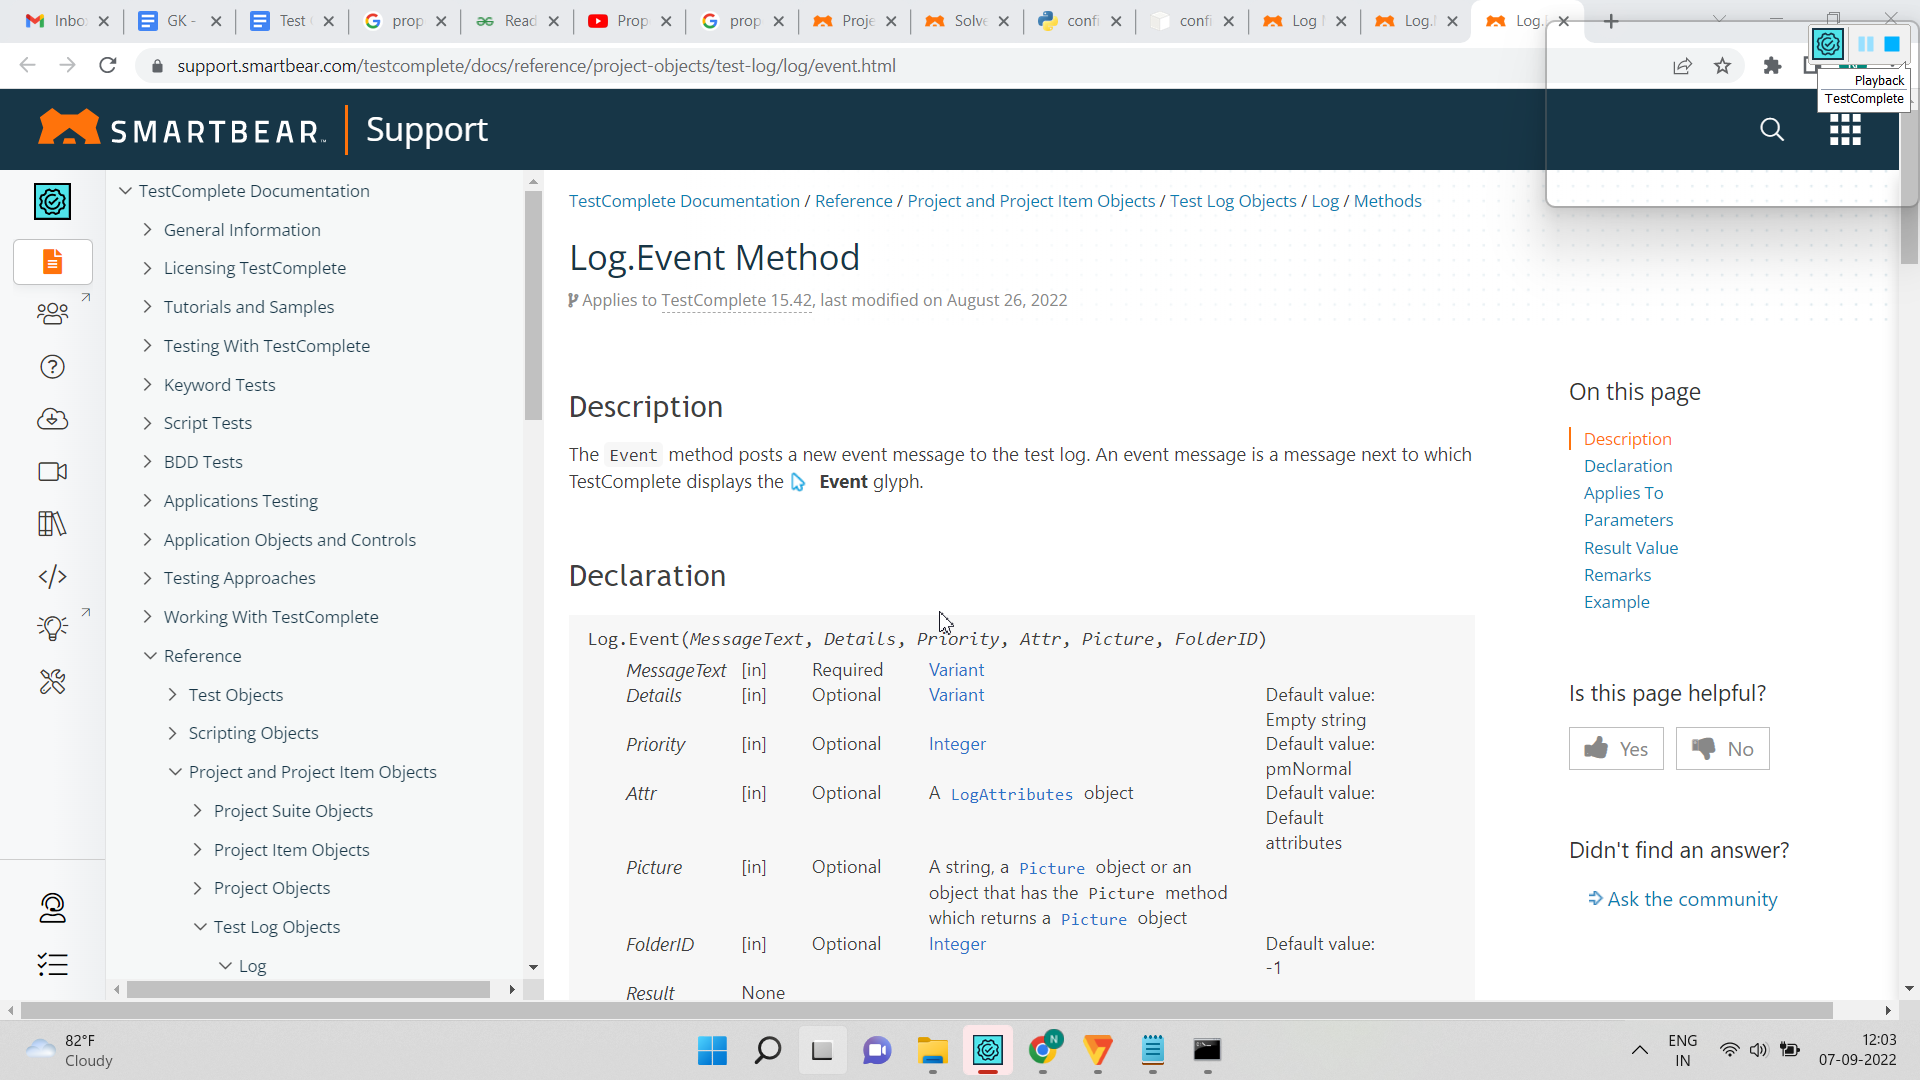 Inbo
GK -
Test
prop
Read
Prop
prop
Proje
Solve
confi
confi
Log
Log.
Log.
support.smartbear.com/testcomplete/docs/reference/project-objects/test-log/log/event.html
Playback
TestComplete
SMARTBEAR
Support
TestComplete Documentation
General Information
Licensing TestComplete
Tutorials and Samples
Testing With TestComplete
Keyword Tests
Script Tests
BDD Tests
Applications Testing
Application Objects and Controls
Testing Approaches
Working With TestComplete
Reference
Test Objects
Scripting Objects
Project and Project Item Objects
Project Suite Objects
Project Item Objects
Project Objects
Test Log Objects
Log
TestComplete Documentation / Reference / Project and Project Item Objects / Test Log Objects / Log / Methods
Log.Event Method
Applies to TestComplete 15.42, last modified on August 26, 2022
Description
The Event method posts a new event message to the test log. An event message is a message next to which
TestComplete displays the Event glyph.
Declaration
Log.Event(MessageText, Details, Priority, Attr, Picture, FolderID)
MessageText [in] Required Variant
Details [in] Optional Variant Default value:
Empty string
Priority [in] Optional Integer Default value:
pmNormal
Attr [in] Optional A LogAttributes object Default value:
Default
attributes
Picture [in] Optional A string, a Picture object or an
object that has the Picture method
which returns a Picture object
FolderID [in] Optional Integer Default value:
-1
Result None
On this page
Description
Declaration
Applies To
Parameters
Result Value
Remarks
Example
Is this page helpful?
Yes
No
Didn't find an answer?
Ask the community
82°F
Cloudy
N
ENG
IN
12:03
07-09-2022